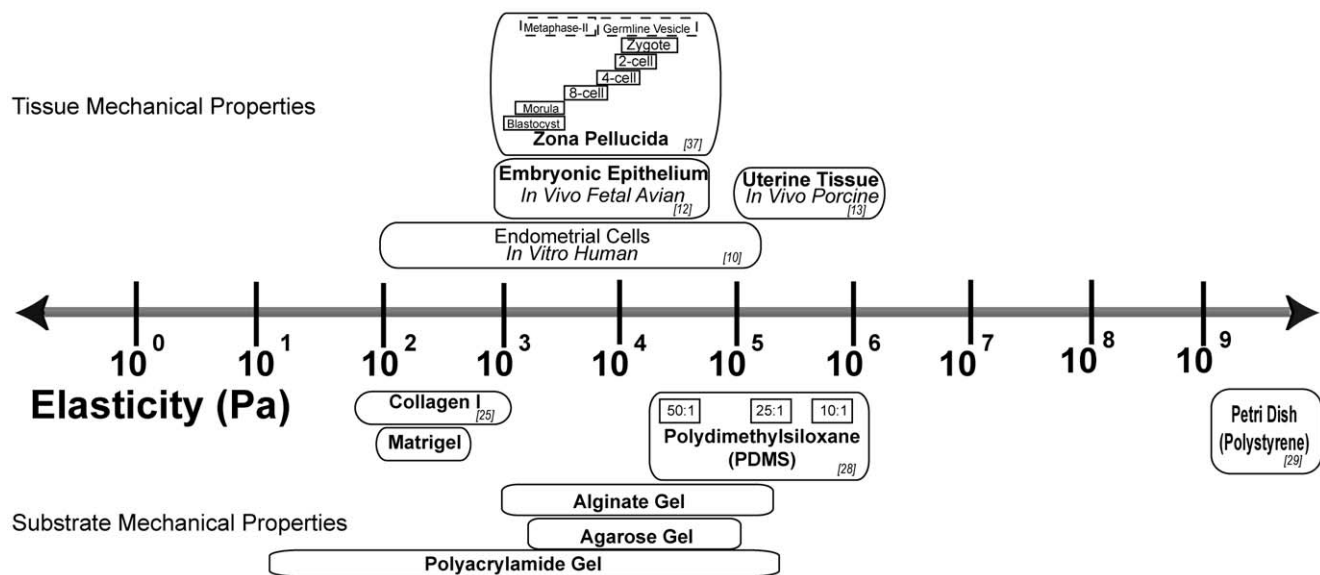 Metaphase-II Germline Vesicle
Zygote
2-cell
4-cell
8-cell
Morula
Blastocyst
Zona Pellucida [37]
Tissue Mechanical Properties
Embryonic Epithelium
In Vivo Fetal Avian
[12]
Uterine Tissue
In Vivo Porcine
[13]
Endometrial Cells
In Vitro Human [10]
10^0 10^1 10^2 10^3 10^4 10^5 10^6 10^7 10^8 10^9
Elasticity (Pa)
Collagen I
[25]
Matrigel
50:1 25:1 10:1
Polydimethylsiloxane
(PDMS) [28]
Petri Dish
(Polystyrene)
[29]
Alginate Gel
Substrate Mechanical Properties
Agarose Gel
Polyacrylamide Gel